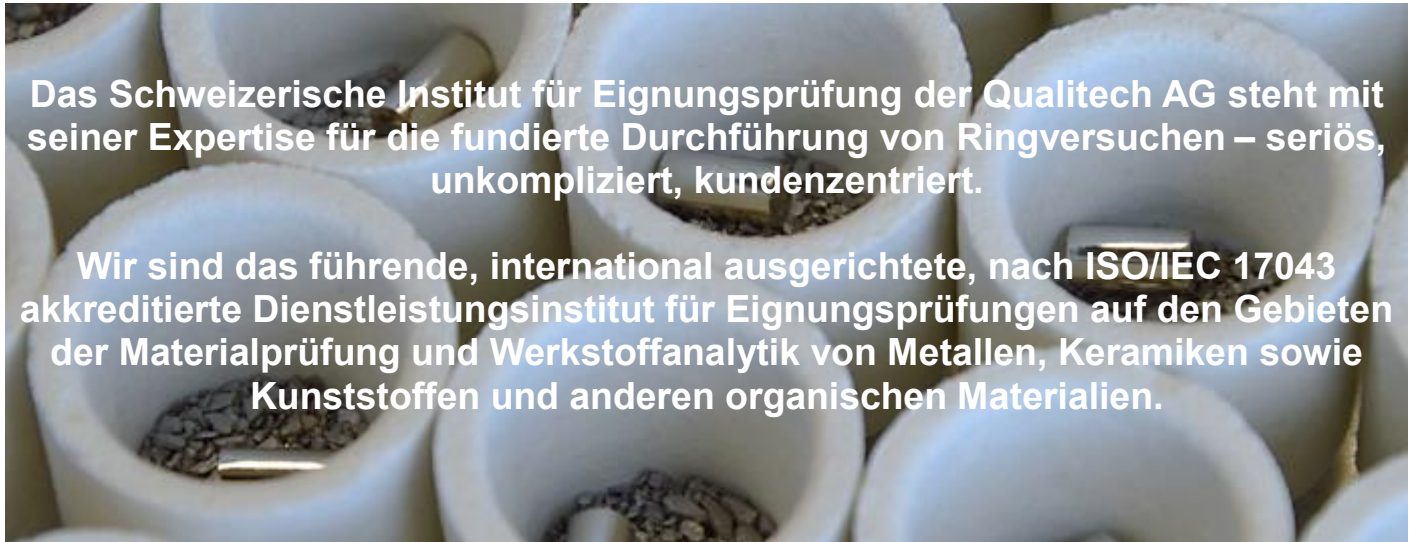 Das Schweizerische Institut für Eignungsprüfung der Qualitech AG steht mit
seiner Expertise für die fundierte Durchführung von Ringversuchen – seriös,
unkompliziert, kundenzentriert.
Wir sind das führende, international ausgerichtete, nach ISO/IEC 17043
akkreditierte Dienstleistungsinstitut für Eignungsprüfungen auf den Gebieten
der Materialprüfung und Werkstoffanalytik von Metallen, Keramiken sowie
Kunststoffen und anderen organischen Materialien.